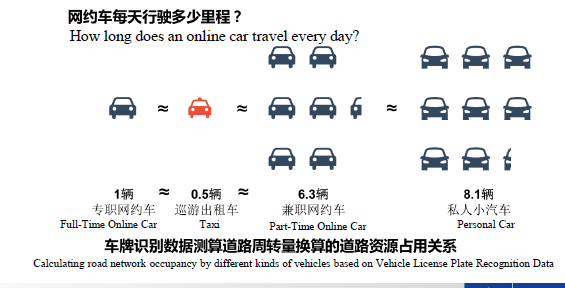 网约车每天行驶多少里程？
How long does an online car travel every day?
≈ ≈ ≈
1辆 ≈ 0.5辆 ≈ 6.3辆 8.1辆
专职网约车 巡游出租车 兼职网约车 私人小汽车
Full-Time Online Car Taxi Part-Time Online Car Personal Car
车牌识别数据测算道路周转量换算的道路资源占用关系
Calculating road network occupancy by different kinds of vehicles based on Vehicle License Plate Recognition Data